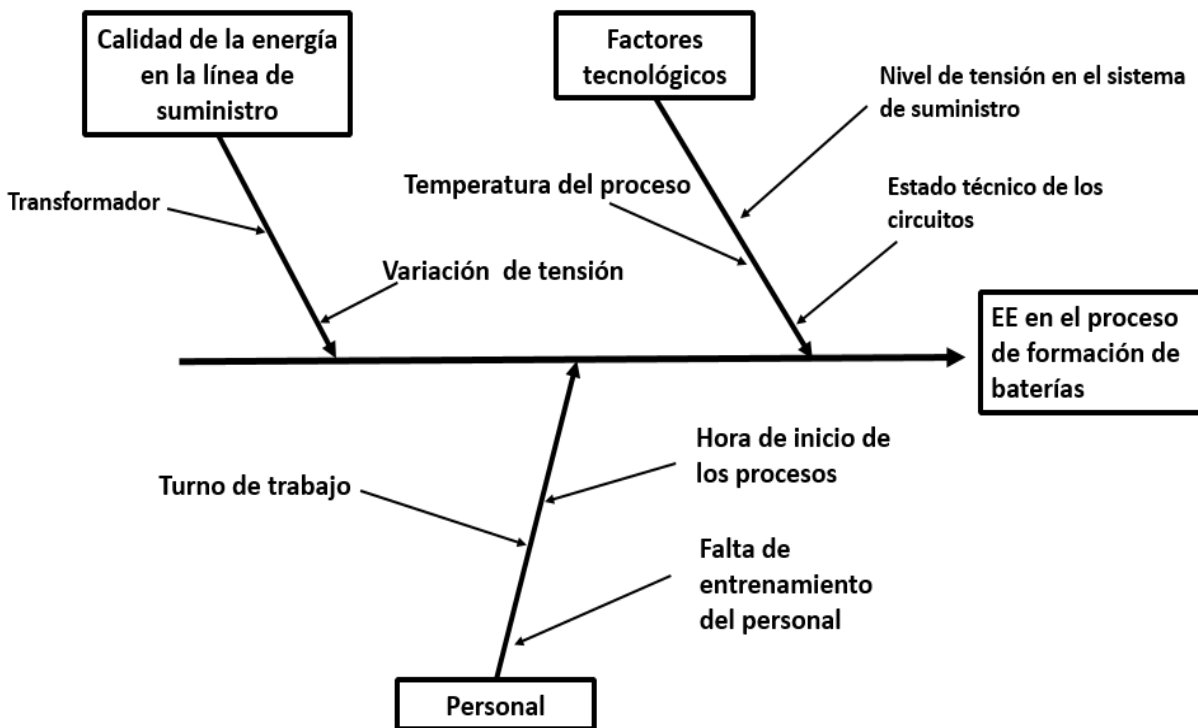 Calidad de la energía
en la línea de
suministro
Factores
tecnológicos
Nivel de tensión en el sistema
de suministro
Transformador
Temperatura del proceso
Estado técnico de los
circuitos
Variación de tensión
EE en el proceso
de formación de
baterías
Turno de trabajo
Hora de inicio de
los procesos
Falta de
entrenamiento
del personal
Personal